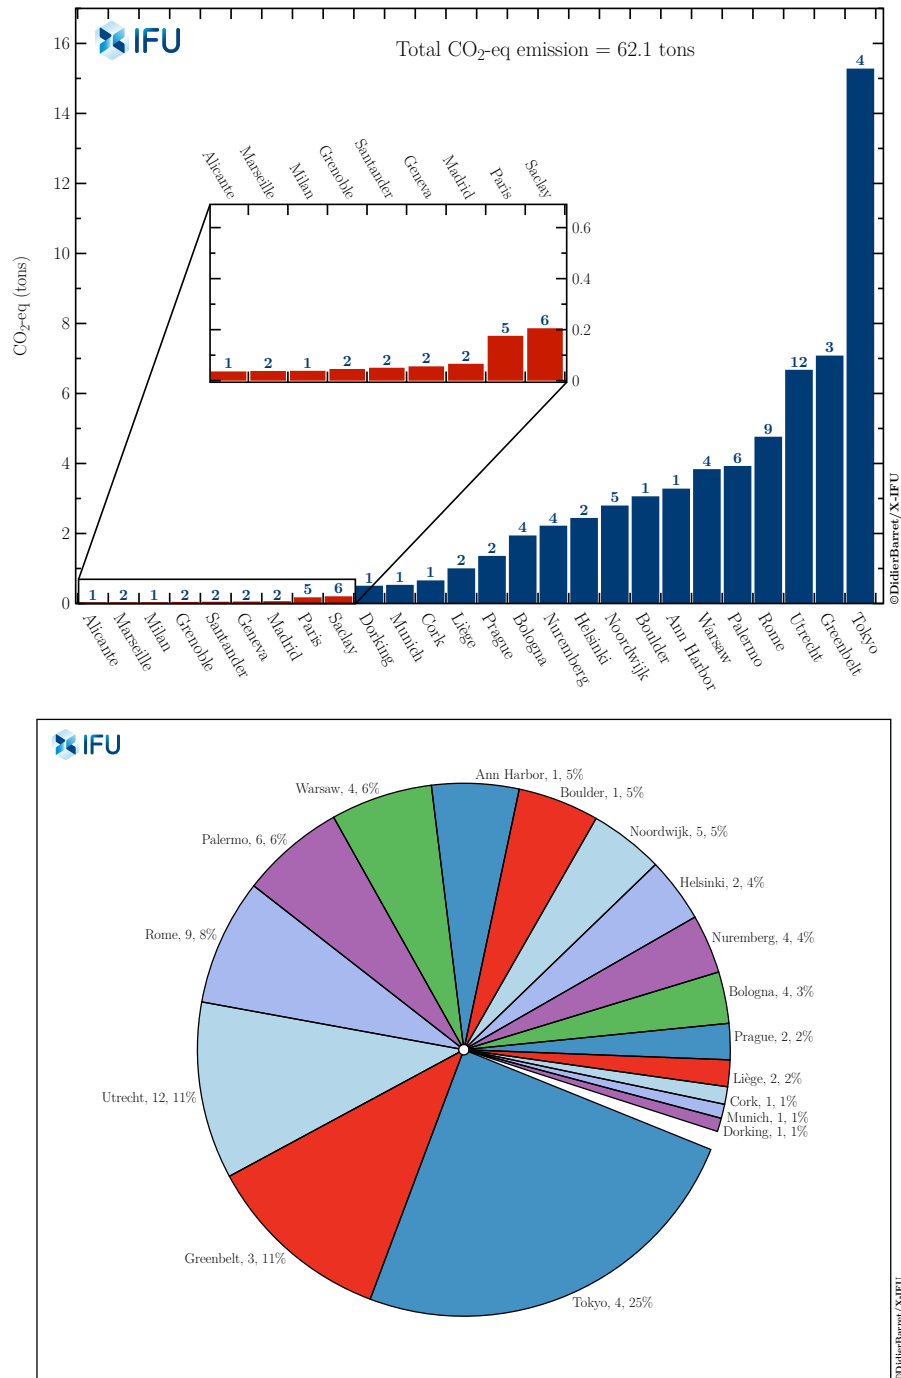 IFU
Total CO₂-eq emission = 62.1 tons
CO₂-eq (tons)
16
14
12
10
8
6
4
2
0
Alicante
Marseille
Milan
Grenoble
Santander
Geneva
Madrid
Paris
Saclay
0.6
0.4
0.2
0
1 2 1 2 2 2 2 5 6
1 2 1 2 2 2 2 5 6 1 1 1 2 2 4 4 2 5 1 1 4 6 9 12 3 4
Alicante
Marseille
Milan
Grenoble
Santander
Geneva
Madrid
Paris
Saclay
Dorking
Munich
Cork
Liège
Prague
Bologna
Nuremberg
Helsinki
Noordwijk
Boulder
Ann Harbor
Warsaw
Palermo
Rome
Utrecht
Greenbelt
Tokyo
©DidierBarret/X-IFU
IFU
Ann Harbor, 1, 5%
Warsaw, 4, 6%
Boulder, 1, 5%
Noordwijk, 5, 5%
Palermo, 6, 6%
Helsinki, 2, 4%
Rome, 9, 8%
Nuremberg, 4, 4%
Bologna, 4, 3%
Prague, 2, 2%
Liège, 2, 2%
Utrecht, 12, 11%
Cork, 1, 1%
Munich, 1, 1%
Dorking, 1, 1%
Greenbelt, 3, 11%
Tokyo, 4, 25%
©DidierBarret/X-IFU